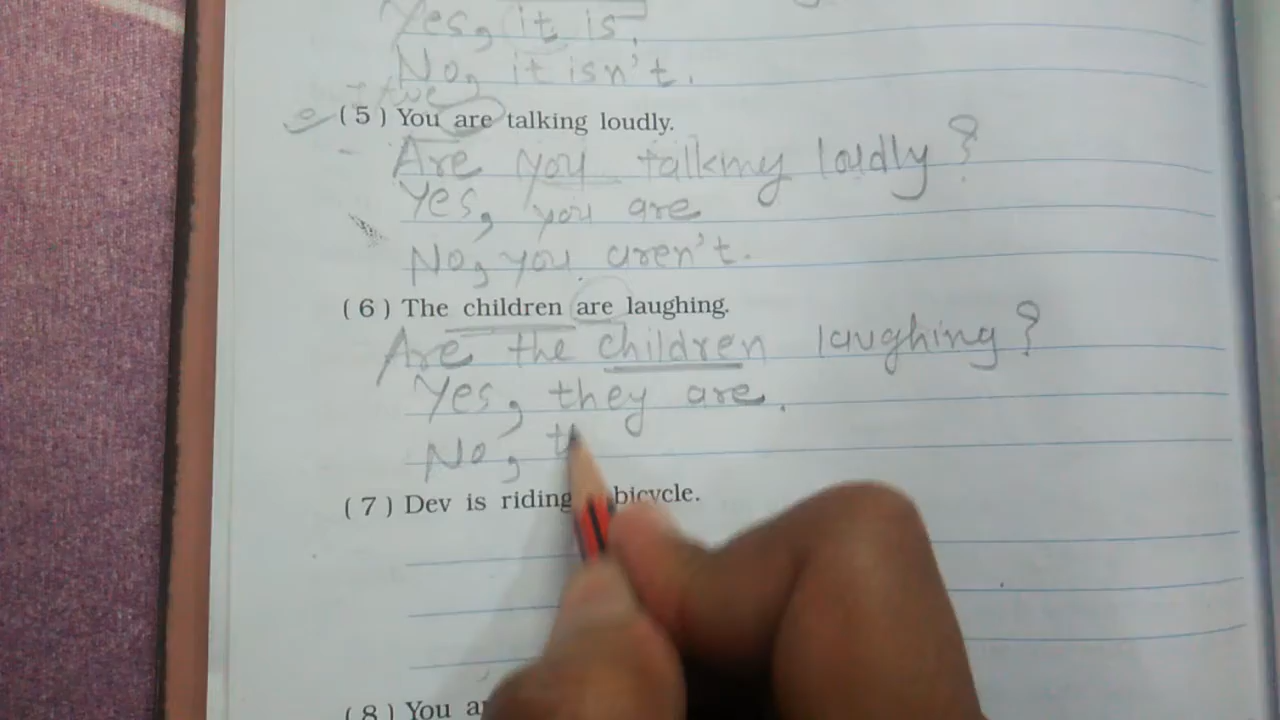 Yes, it is.
No, it isn't.
( 5 ) You are talking loudly.
Are you talking loudly?
Yes, you are
No, you aren't.
( 6 ) The children are laughing.
Are the children laughing?
Yes, they are.
No, th
( 7 ) Dev is riding bicycle.
( 8 ) You